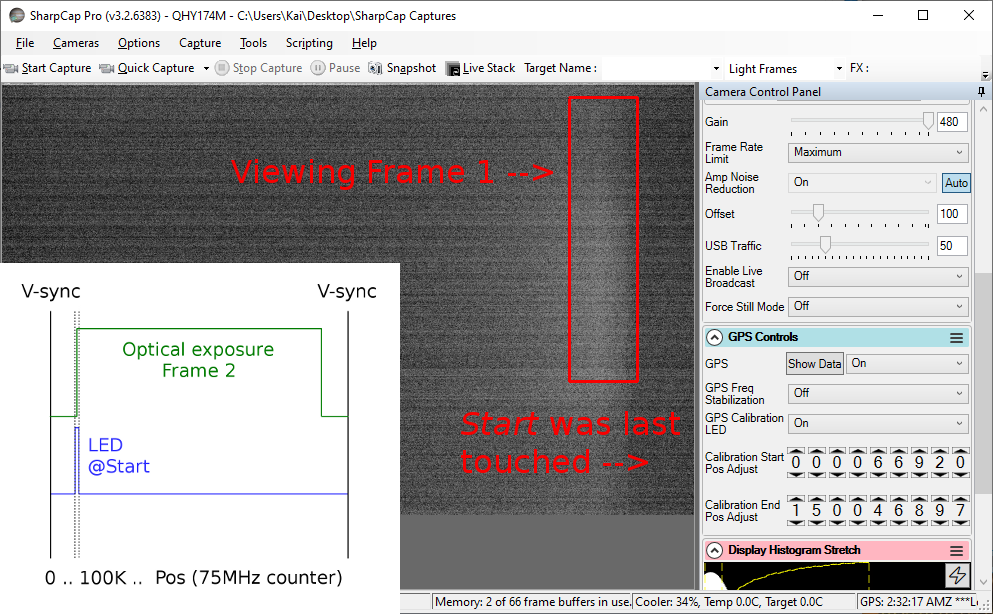 SharpCap Pro (v3.2.6383) - QHY174M - C:\Users\Kai\Desktop\SharpCap Captures
File Cameras Options Capture Tools Scripting Help
Start Capture Quick Capture Stop Capture Pause Snapshot Live Stack Target Name : Light Frames FX :
Camera Control Panel
Gain 480
Frame Rate Limit Maximum
Amp Noise Reduction On Auto
Offset 100
USB Traffic 50
Enable Live Broadcast Off
Force Still Mode Off
GPS Controls
GPS Show Data On
GPS Freq Stabilization Off
GPS Calibration LED On
Calibration Start Pos Adjust 0 0 0 0 6 6 9 2 0
Calibration End Pos Adjust 1 5 0 0 4 6 8 9 7
Display Histogram Stretch
Viewing Frame 1 -->
Start was last
touched -->
V-sync V-sync
Optical exposure
Frame 2
LED
@Start
0 .. 100K .. Pos (75MHz counter)
Memory: 2 of 66 frame buffers in use. Cooler: 34%, Temp 0.0C, Target 0.0C GPS: 2:32:17 AMZ ***L